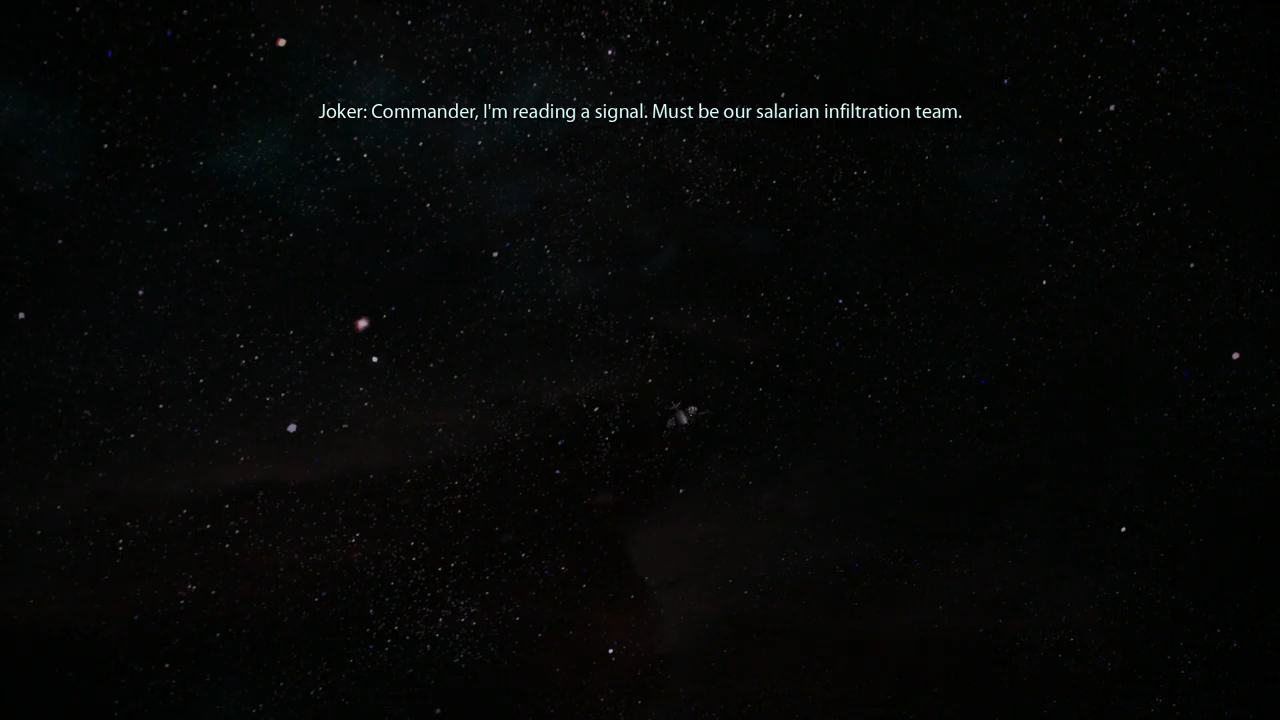 Joker: Commander, I'm reading a signal. Must be our salarian infiltration team.